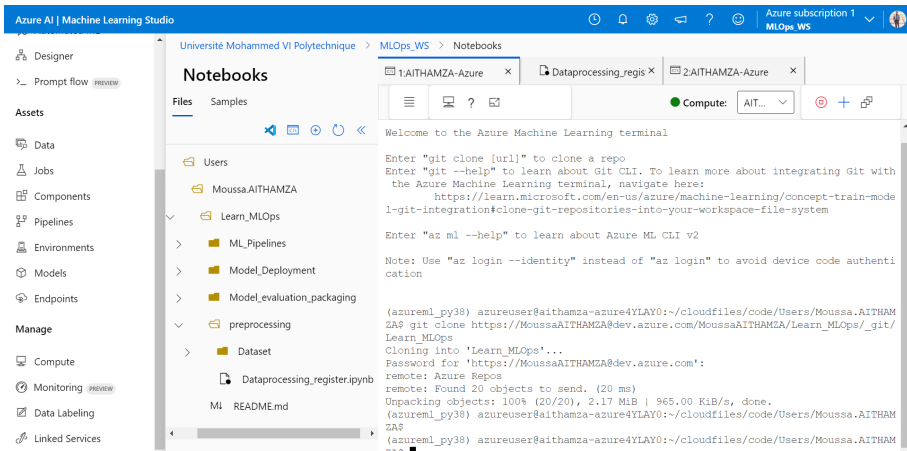 Azure AI | Machine Learning Studio
Azure subscription 1
MLOps_WS
Designer
Prompt flow PREVIEW
Assets
Data
Jobs
Components
Pipelines
Environments
Models
Endpoints
Manage
Compute
Monitoring PREVIEW
Data Labeling
Linked Services
Université Mohammed VI Polytechnique > MLOps_WS > Notebooks
Notebooks
Files Samples
Users
Moussa.AITHAMZA
Learn_MLOps
ML_Pipelines
Model_Deployment
Model_evaluation_packaging
preprocessing
Dataset
Dataprocessing_register.ipynb
README.md
1:AITHAMZA-Azure
Dataprocessing_regis
2:AITHAMZA-Azure
Compute: AIT...
Welcome to the Azure Machine Learning terminal
Enter "git clone [url]" to clone a repo
Enter "git --help" to learn about Git CLI. To learn more about integrating Git with
the Azure Machine Learning terminal, navigate here:
https://learn.microsoft.com/en-us/azure/machine-learning/concept-train-mode
l-git-integration#clone-git-repositories-into-your-workspace-file-system
Enter "az ml --help" to learn about Azure ML CLI v2
Note: Use "az login --identity" instead of "az login" to avoid device code authenti
cation
(azureml_py38) azureuser@aithamza-azure4YLAY0:~/cloudfiles/code/Users/Moussa.AITHAM
ZA$ git clone https://MoussaAITHAMZA@dev.azure.com/MoussaAITHAMZA/Learn_MLOps/_git/
Learn_MLOps
Cloning into 'Learn_MLOps'...
Password for 'https://MoussaAITHAMZA@dev.azure.com':
remote: Azure Repos
remote: Found 20 objects to send. (20 ms)
Unpacking objects: 100% (20/20), 2.17 MiB | 965.00 KiB/s, done.
(azureml_py38) azureuser@aithamza-azure4YLAY0:~/cloudfiles/code/Users/Moussa.AITHAM
ZA$
(azureml_py38) azureuser@aithamza-azure4YLAY0:~/cloudfiles/code/Users/Moussa.AITHAM